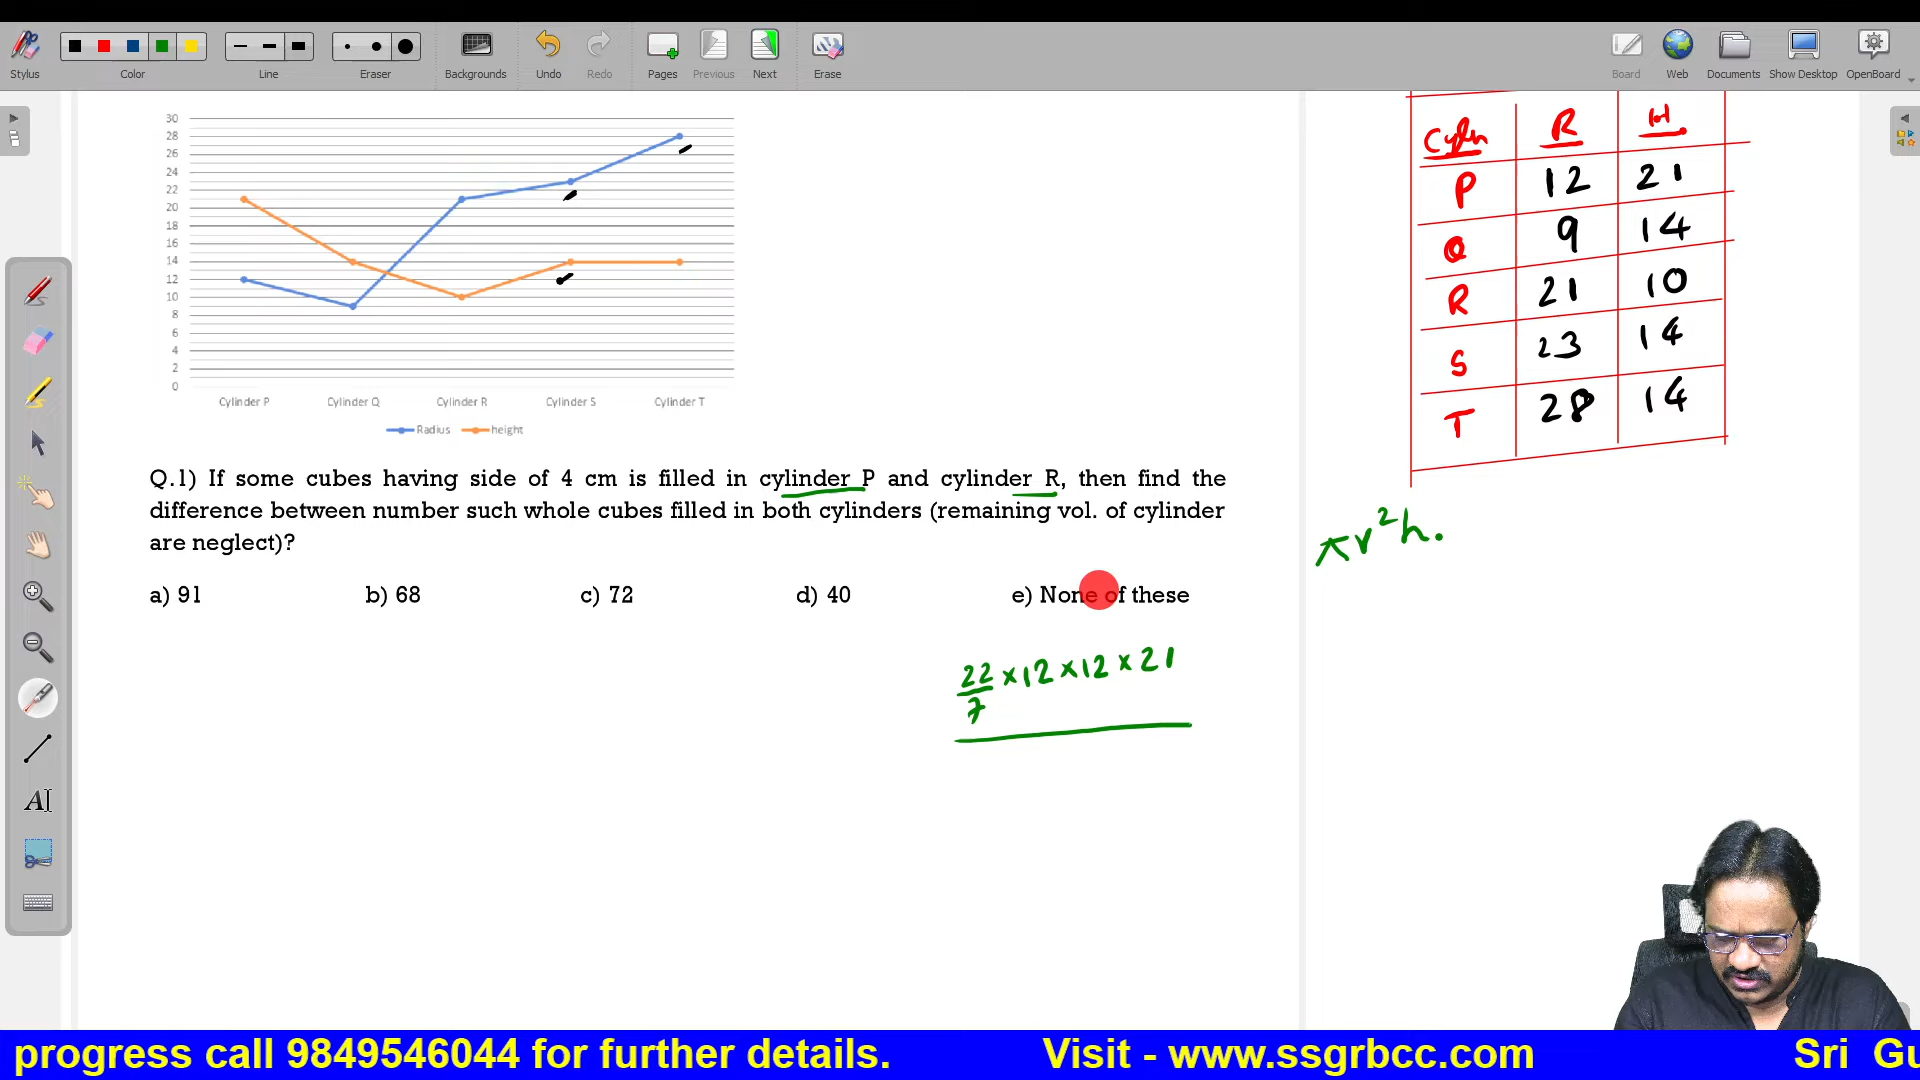 Stylus Color Line Eraser Backgrounds Undo Redo Pages Previous Next Erase Board Web Documents Show Desktop OpenBoard
30
28
26
24
22
20
18
16
14
12
10
8
6
4
2
0
Cylinder P Cylinder Q Cylinder R Cylinder S Cylinder T
Radius height
Cylin R H
P 12 21
Q 9 14
R 21 10
S 23 14
T 28 14
Q.1) If some cubes having side of 4 cm is filled in cylinder P and cylinder R, then find the
difference between number such whole cubes filled in both cylinders (remaining vol. of cylinder
are neglect)?
πr²h.
a) 91 b) 68 c) 72 d) 40 e) None of these
22/7 × 12 × 12 × 21
progress call 9849546044 for further details. Visit - www.ssgrbcc.com Sri Gu